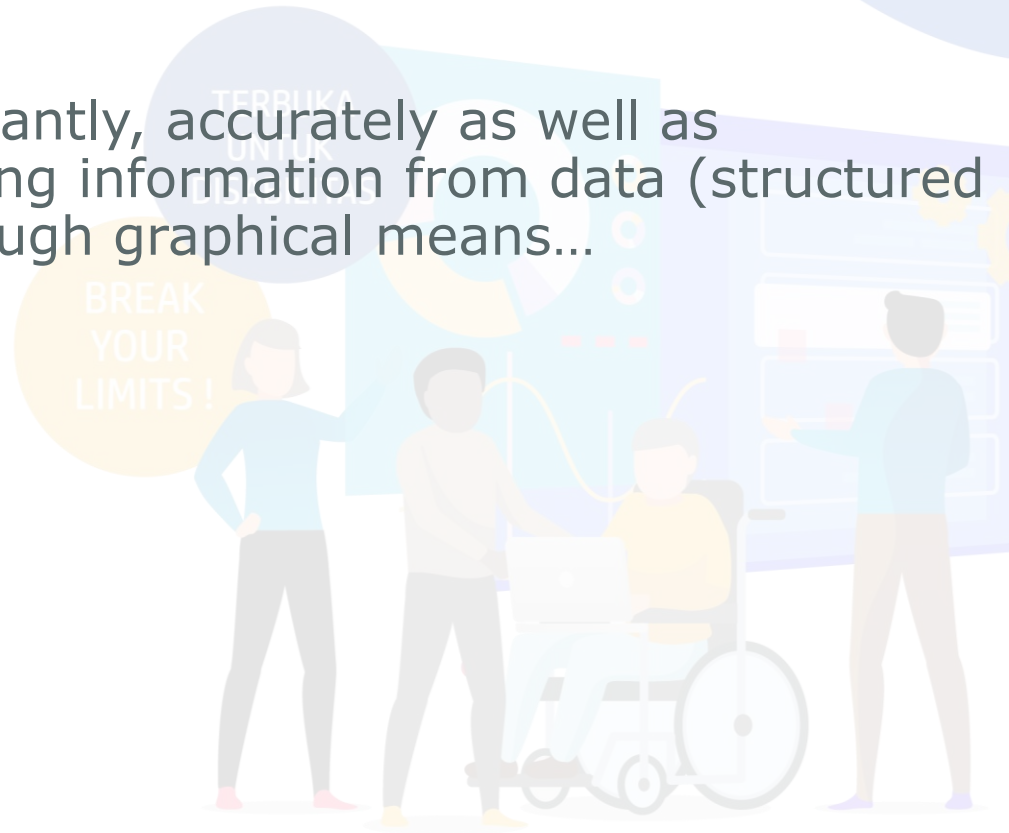 antly, accurately as well as
ng information from data (structured
ugh graphical means…
TERBUKA
UNTUK
DISABILITAS
BREAK
YOUR
LIMITS !